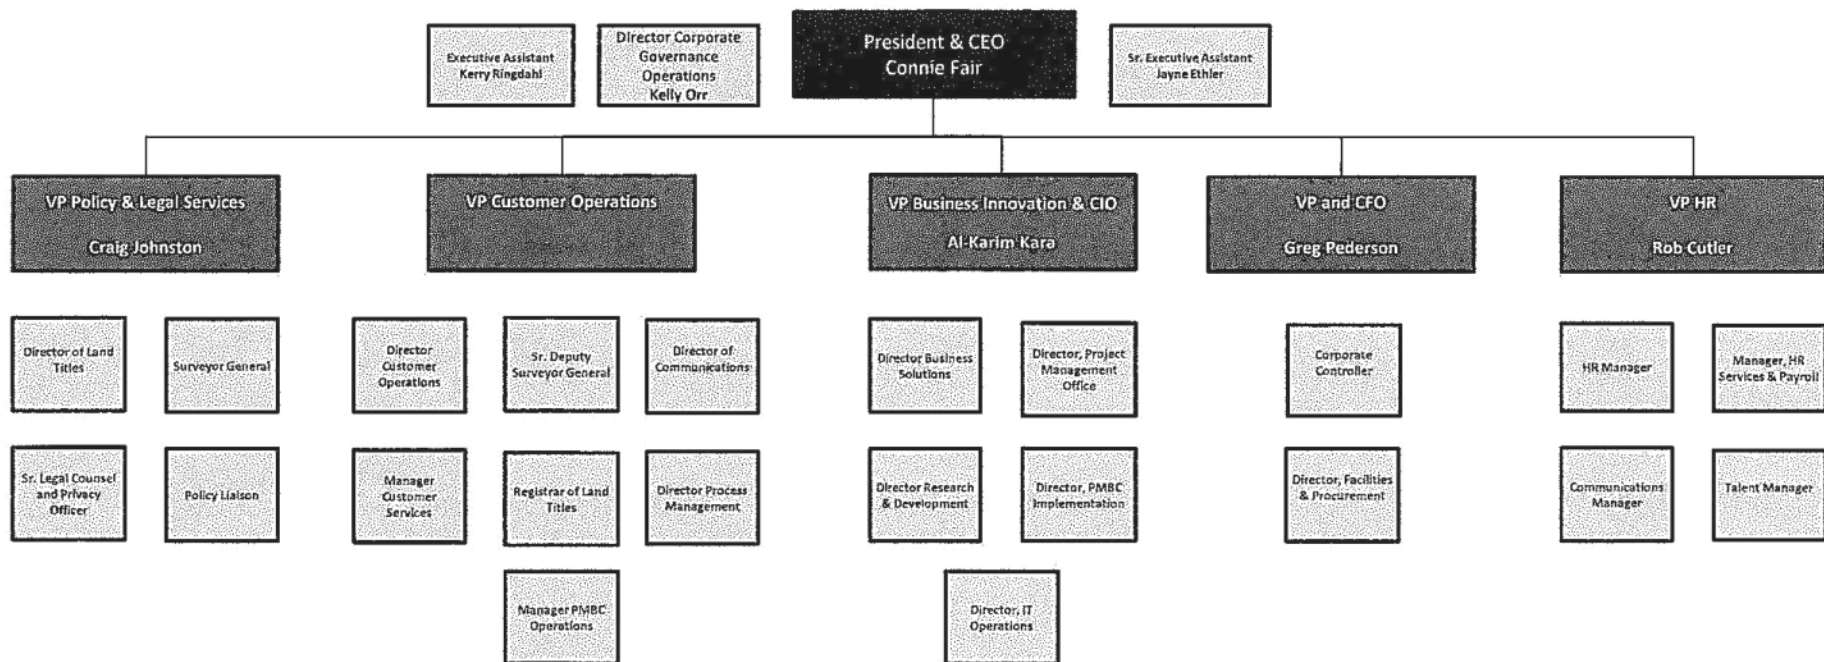 Executive Assistant
Kerry Ringdahl
Director Corporate
Governance
Operations
Kelly Orr
President & CEO
Connie Fair
Sr. Executive Assistant
Jayne Ethler
VP Policy & Legal Services
Craig Johnston
VP Customer Operations
VP Business Innovation & CIO
Al-Karim Kara
VP and CFO
Greg Pederson
VP HR
Rob Cutler
Director of Land
Titles
Surveyor General
Director
Customer
Operations
Sr. Deputy
Surveyor General
Director of
Communications
Director Business
Solutions
Director, Project
Management
Office
Corporate
Controller
HR Manager
Manager, HR
Services & Payroll
Sr. Legal Counsel
and Privacy
Officer
Policy Liaison
Manager
Customer
Services
Registrar of Land
Titles
Director Process
Management
Director Research
& Development
Director, PMBC
Implementation
Director, Facilities
& Procurement
Communications
Manager
Talent Manager
Manager PMBC
Operations
Director, IT
Operations